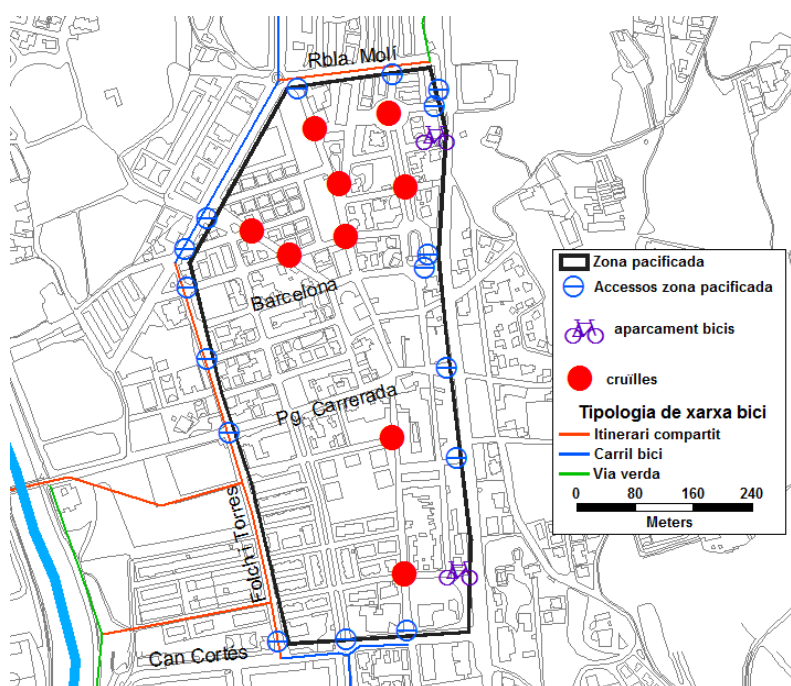 Rbla. Molí
Barcelona
Pg. Carrerada
Folch i Torres
Can Cortés
Zona pacificada
Accessos zona pacificada
aparcament bicis
cruïlles
Tipologia de xarxa bici
Itinerari compartit
Carril bici
Via verda
0 80 160 240
Meters